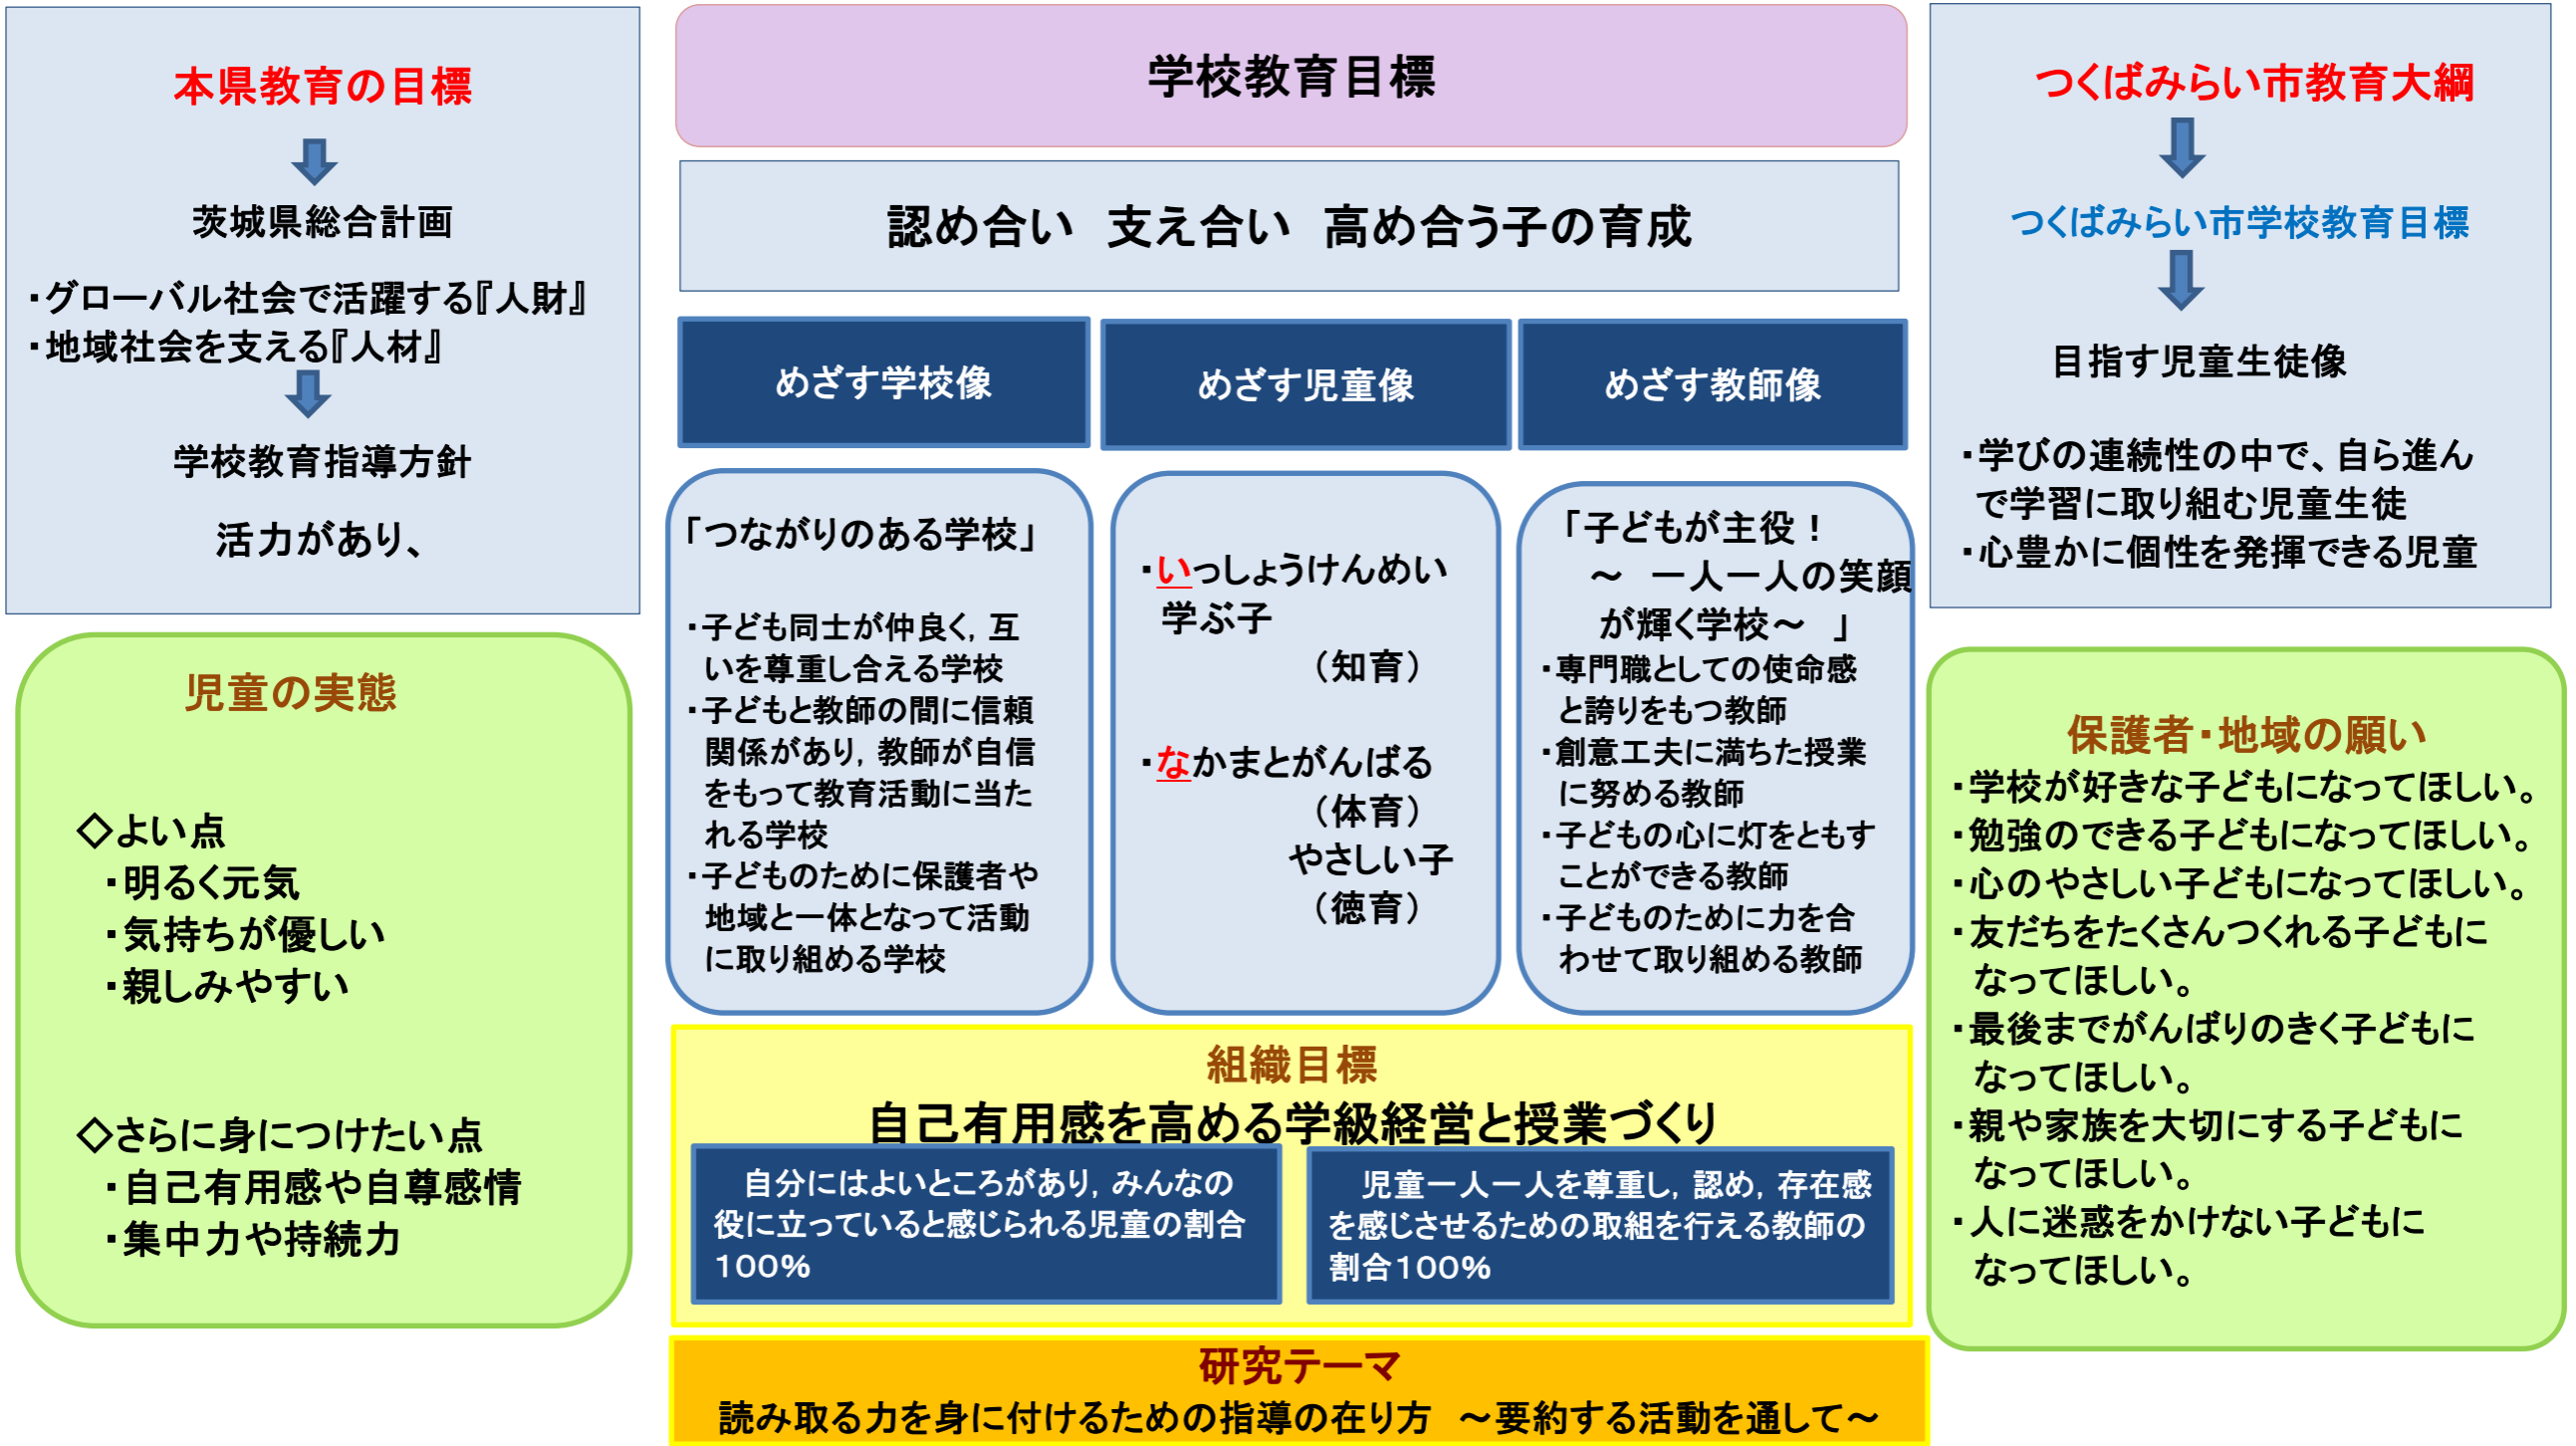 本県教育の目標
茨城県総合計画
・グローバル社会で活躍する『人財』
・地域社会を支える『人材』
学校教育指導方針
活力があり、
児童の実態
◇よい点
・明るく元気
・気持ちが優しい
・親しみやすい
◇さらに身につけたい点
・自己有用感や自尊感情
・集中力や持続力
学校教育目標
認め合い　支え合い　高め合う子の育成
めざす学校像
「つながりのある学校」
・子ども同士が仲良く，互
いを尊重し合える学校
・子どもと教師の間に信頼
関係があり，教師が自信
をもって教育活動に当た
れる学校
・子どものために保護者や
地域と一体となって活動
に取り組める学校
めざす児童像
・いっしょうけんめい
学ぶ子
（知育）
・なかまとがんばる
（体育）
やさしい子
（徳育）
めざす教師像
「子どもが主役！
～　一人一人の笑顔
が輝く学校～　」
・専門職としての使命感
と誇りをもつ教師
・創意工夫に満ちた授業
に努める教師
・子どもの心に灯をともす
ことができる教師
・子どものために力を合
わせて取り組める教師
組織目標
自己有用感を高める学級経営と授業づくり
自分にはよいところがあり，みんなの
役に立っていると感じられる児童の割合
１００％
児童一人一人を尊重し，認め，存在感
を感じさせるための取組を行える教師の
割合１００％
研究テーマ
読み取る力を身に付けるための指導の在り方　～要約する活動を通して～
つくばみらい市教育大綱
つくばみらい市学校教育目標
目指す児童生徒像
・学びの連続性の中で、自ら進ん
で学習に取り組む児童生徒
・心豊かに個性を発揮できる児童
保護者・地域の願い
・学校が好きな子どもになってほしい。
・勉強のできる子どもになってほしい。
・心のやさしい子どもになってほしい。
・友だちをたくさんつくれる子どもに
なってほしい。
・最後までがんばりのきく子どもに
なってほしい。
・親や家族を大切にする子どもに
なってほしい。
・人に迷惑をかけない子どもに
なってほしい。